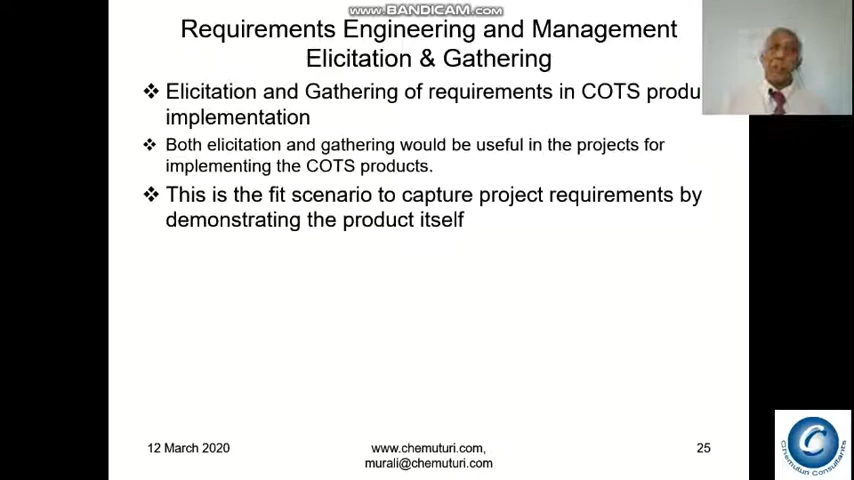 www.BANDICAM.com
Requirements Engineering and Management
Elicitation & Gathering
❖ Elicitation and Gathering of requirements in COTS produ
implementation
❖ Both elicitation and gathering would be useful in the projects for
implementing the COTS products.
❖ This is the fit scenario to capture project requirements by
demonstrating the product itself
12 March 2020
www.chemuturi.com,
murali@chemuturi.com
25
Chemuturi Consultants